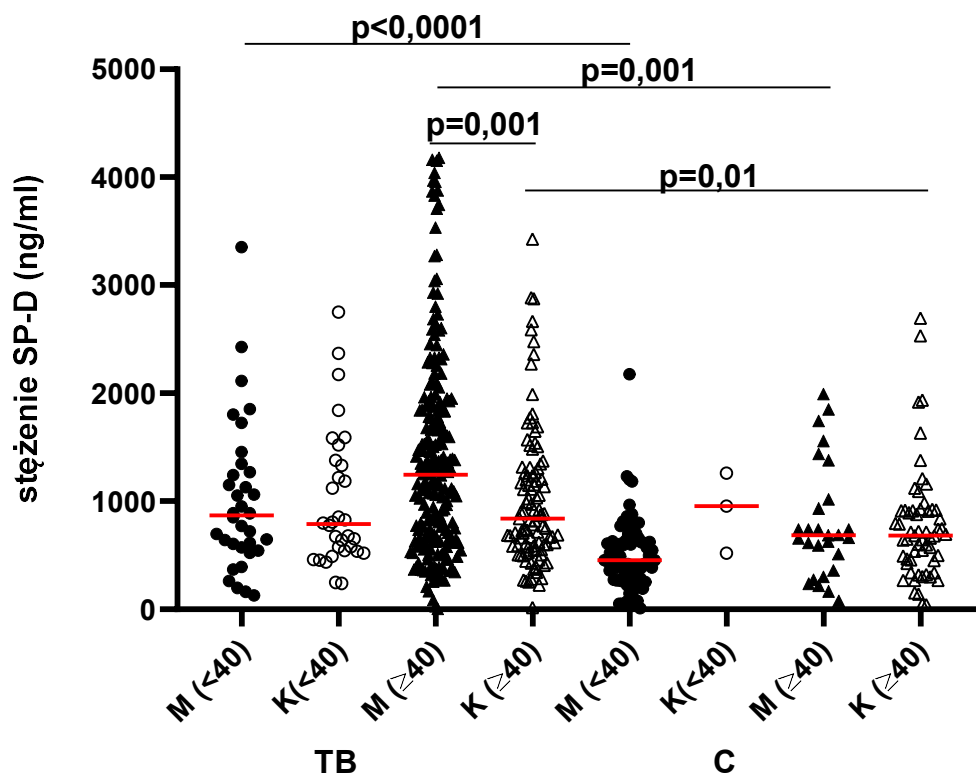 p<0,0001
p=0,001
p=0,001
p=0,01
stężenie SP-D (ng/ml)
5000
4000
3000
2000
1000
0
M (<40)
K(<40)
M (≥40)
K (≥40)
M (<40)
K(<40)
M (≥40)
K (≥40)
TB
C